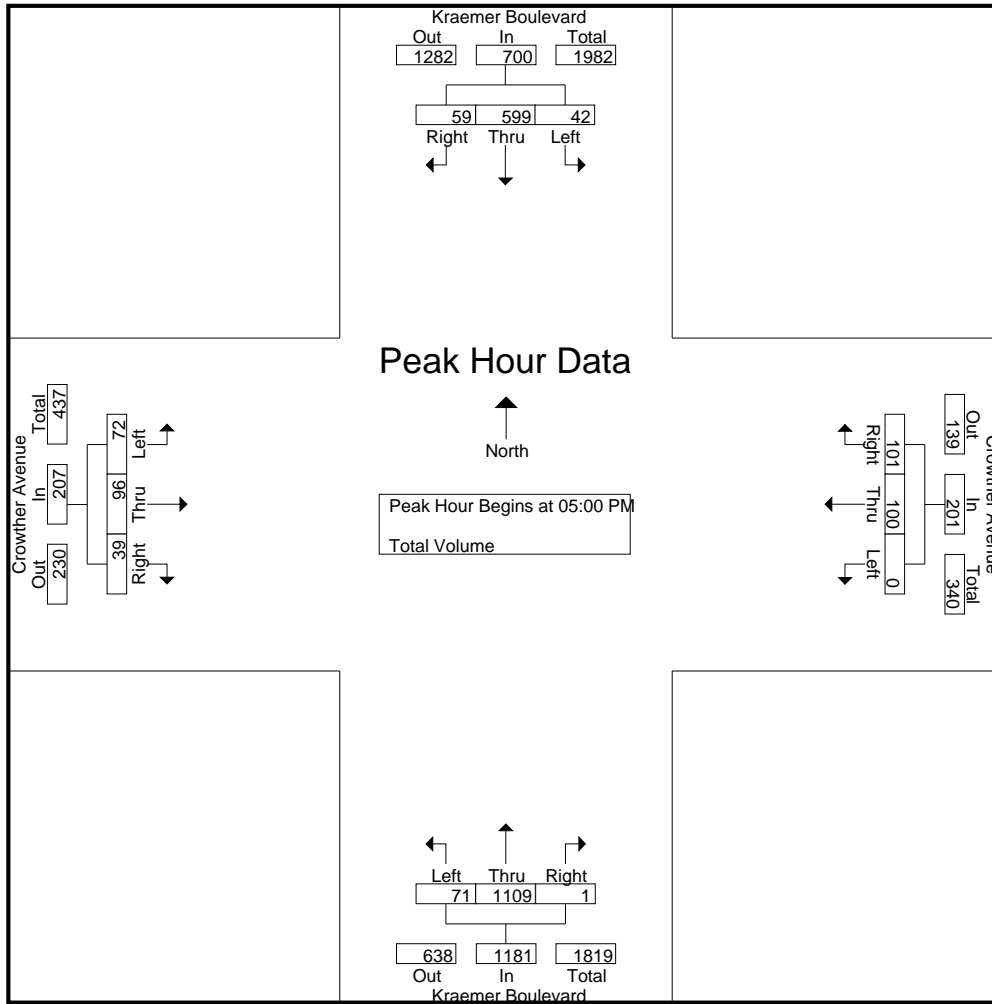 Kraemer Boulevard
Out In Total
1282 700 1982
59 599 42
Right Thru Left
Peak Hour Data
North
Peak Hour Begins at 05:00 PM
Total Volume
Crowther Avenue
Out In Total
230 207 437
Right Thru Left
39 96 72
Crowther Avenue
Out In Total
139 201 340
Right Thru Left
101 100 0
Left Thru Right
71 1109 1
638 1181 1819
Out In Total
Kraemer Boulevard